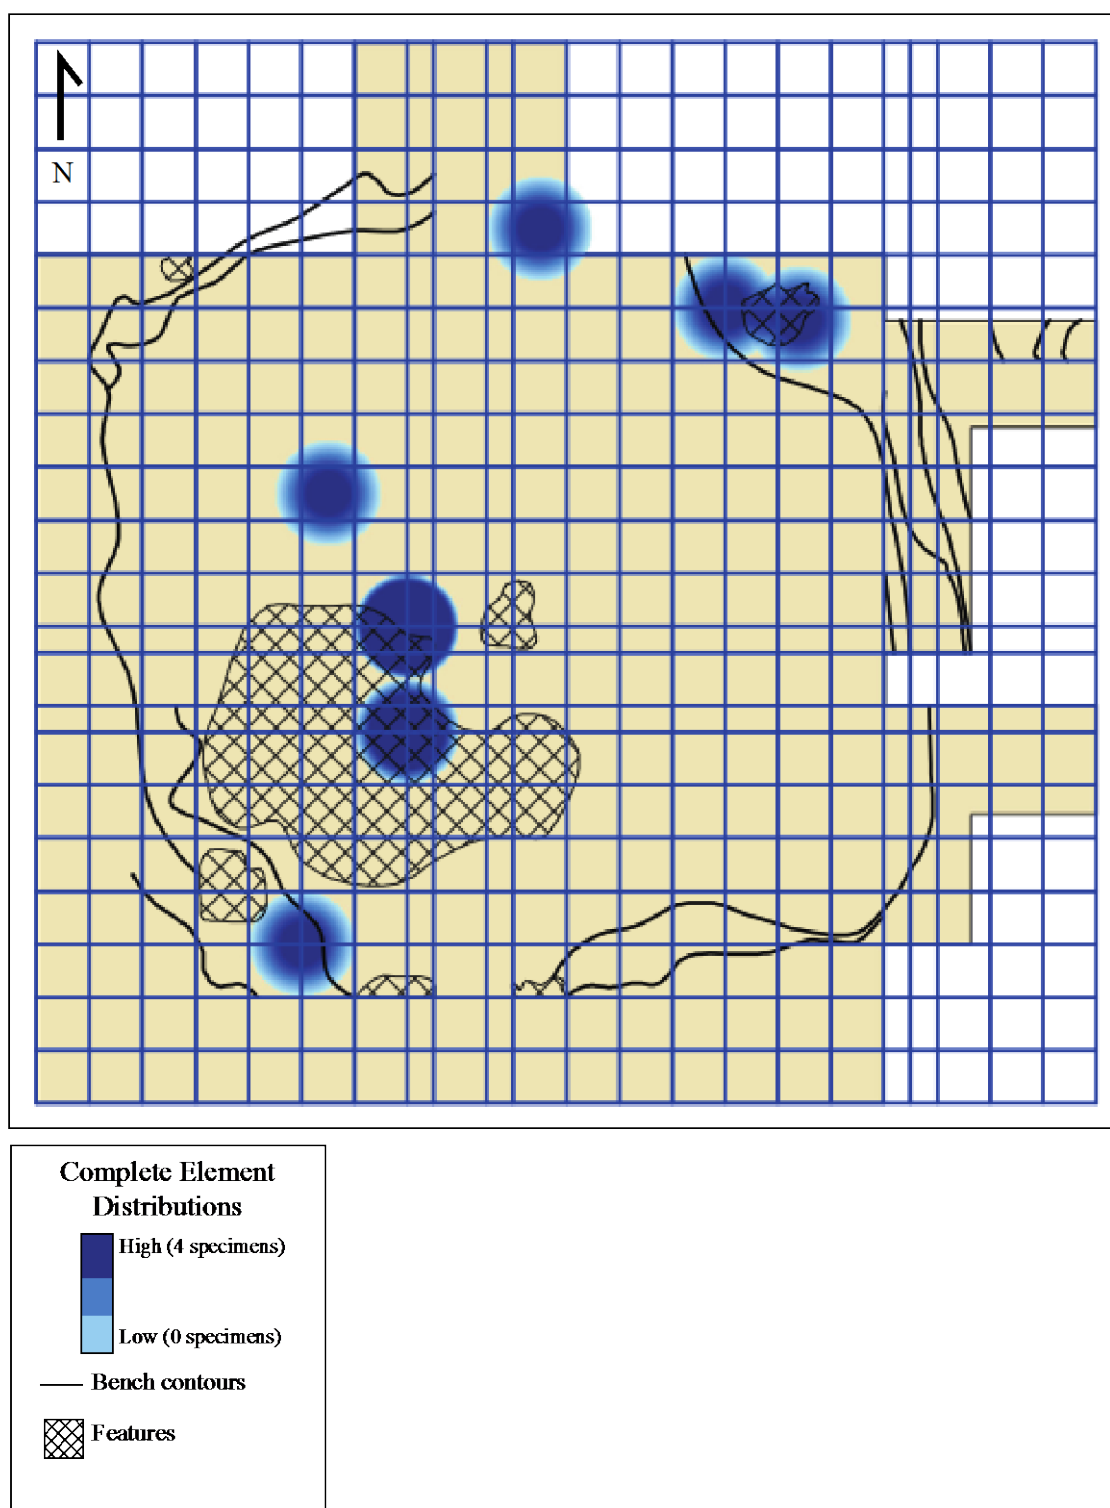 N
Complete Element
Distributions
High (4 specimens)
Low (0 specimens)
Bench contours
Features